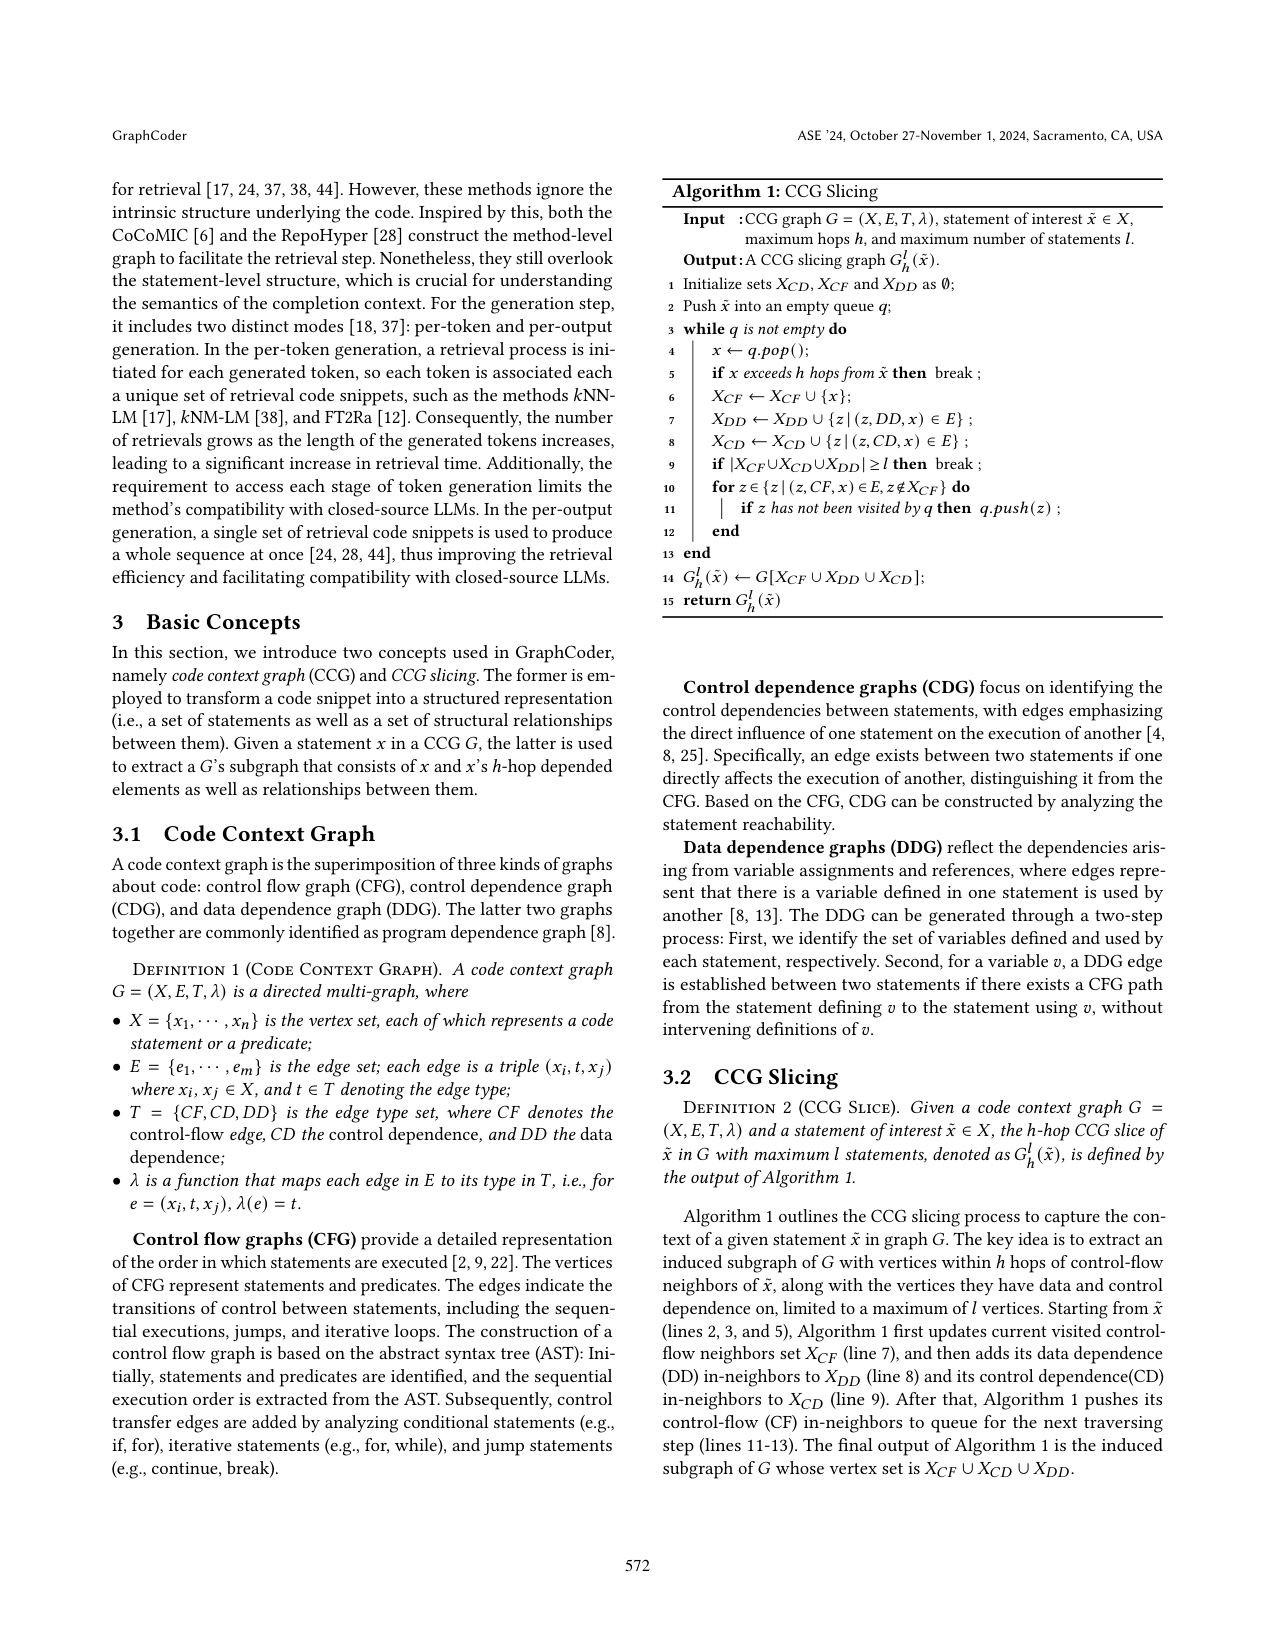 GraphCoder
ASE ’24, October 27-November 1, 2024, Sacramento, CA, USA
for retrieval [17, 24, 37, 38, 44]. However, these methods ignore the
intrinsic structure underlying the code. Inspired by this, both the
CoCoMIC [6] and the RepoHyper [28] construct the method-level
graph to facilitate the retrieval step. Nonetheless, they still overlook
the statement-level structure, which is crucial for understanding
the semantics of the completion context. For the generation step,
it includes two distinct modes [18, 37]: per-token and per-output
generation. In the per-token generation, a retrieval process is ini-
tiated for each generated token, so each token is associated each
a unique set of retrieval code snippets, such as the methods kNN-
LM [17], kNM-LM [38], and FT2Ra [12]. Consequently, the number
of retrievals grows as the length of the generated tokens increases,
leading to a significant increase in retrieval time. Additionally, the
requirement to access each stage of token generation limits the
method’s compatibility with closed-source LLMs. In the per-output
generation, a single set of retrieval code snippets is used to produce
a whole sequence at once [24, 28, 44], thus improving the retrieval
efficiency and facilitating compatibility with closed-source LLMs.
3 Basic Concepts
In this section, we introduce two concepts used in GraphCoder,
namely code context graph (CCG) and CCG slicing. The former is em-
ployed to transform a code snippet into a structured representation
(i.e., a set of statements as well as a set of structural relationships
between them). Given a statement x in a CCG G, the latter is used
to extract a G’s subgraph that consists of x and x’s h-hop depended
elements as well as relationships between them.
3.1 Code Context Graph
A code context graph is the superimposition of three kinds of graphs
about code: control flow graph (CFG), control dependence graph
(CDG), and data dependence graph (DDG). The latter two graphs
together are commonly identified as program dependence graph [8].
Definition 1 (Code Context Graph). A code context graph
G = (X, E, T, λ) is a directed multi-graph, where
• X = {x₁, · · · , xₙ} is the vertex set, each of which represents a code
statement or a predicate;
• E = {e₁, · · · , eₘ} is the edge set; each edge is a triple (xᵢ, t, xⱼ)
where xᵢ, xⱼ ∈ X, and t ∈ T denoting the edge type;
• T = {CF, CD, DD} is the edge type set, where CF denotes the
control-flow edge, CD the control dependence, and DD the data
dependence;
• λ is a function that maps each edge in E to its type in T, i.e., for
e = (xᵢ, t, xⱼ), λ(e) = t.
Control flow graphs (CFG) provide a detailed representation
of the order in which statements are executed [2, 9, 22]. The vertices
of CFG represent statements and predicates. The edges indicate the
transitions of control between statements, including the sequen-
tial executions, jumps, and iterative loops. The construction of a
control flow graph is based on the abstract syntax tree (AST): Ini-
tially, statements and predicates are identified, and the sequential
execution order is extracted from the AST. Subsequently, control
transfer edges are added by analyzing conditional statements (e.g.,
if, for), iterative statements (e.g., for, while), and jump statements
(e.g., continue, break).
Algorithm 1: CCG Slicing
Input :CCG graph G = (X, E, T, λ), statement of interest x̃ ∈ X,
maximum hops h, and maximum number of statements l.
Output:A CCG slicing graph G_h^l(x̃).
1 Initialize sets X_CD, X_CF and X_DD as ∅;
2 Push x̃ into an empty queue q;
3 while q is not empty do
4 x ← q.pop();
5 if x exceeds h hops from x̃ then break ;
6 X_CF ← X_CF ∪ {x};
7 X_DD ← X_DD ∪ {z | (z, DD, x) ∈ E} ;
8 X_CD ← X_CD ∪ {z | (z, CD, x) ∈ E} ;
9 if |X_CF∪X_CD∪X_DD| ≥ l then break ;
10 for z ∈ {z | (z, CF, x) ∈ E, z∉X_CF} do
11 if z has not been visited by q then q.push(z) ;
12 end
13 end
14 G_h^l(x̃) ← G[X_CF ∪ X_DD ∪ X_CD];
15 return G_h^l(x̃)
Control dependence graphs (CDG) focus on identifying the
control dependencies between statements, with edges emphasizing
the direct influence of one statement on the execution of another [4,
8, 25]. Specifically, an edge exists between two statements if one
directly affects the execution of another, distinguishing it from the
CFG. Based on the CFG, CDG can be constructed by analyzing the
statement reachability.
Data dependence graphs (DDG) reflect the dependencies aris-
ing from variable assignments and references, where edges repre-
sent that there is a variable defined in one statement is used by
another [8, 13]. The DDG can be generated through a two-step
process: First, we identify the set of variables defined and used by
each statement, respectively. Second, for a variable v, a DDG edge
is established between two statements if there exists a CFG path
from the statement defining v to the statement using v, without
intervening definitions of v.
3.2 CCG Slicing
Definition 2 (CCG Slice). Given a code context graph G =
(X, E, T, λ) and a statement of interest x̃ ∈ X, the h-hop CCG slice of
x̃ in G with maximum l statements, denoted as G_h^l(x̃), is defined by
the output of Algorithm 1.
Algorithm 1 outlines the CCG slicing process to capture the con-
text of a given statement x̃ in graph G. The key idea is to extract an
induced subgraph of G with vertices within h hops of control-flow
neighbors of x̃, along with the vertices they have data and control
dependence on, limited to a maximum of l vertices. Starting from x̃
(lines 2, 3, and 5), Algorithm 1 first updates current visited control-
flow neighbors set X_CF (line 7), and then adds its data dependence
(DD) in-neighbors to X_DD (line 8) and its control dependence(CD)
in-neighbors to X_CD (line 9). After that, Algorithm 1 pushes its
control-flow (CF) in-neighbors to queue for the next traversing
step (lines 11-13). The final output of Algorithm 1 is the induced
subgraph of G whose vertex set is X_CF ∪ X_CD ∪ X_DD.
572